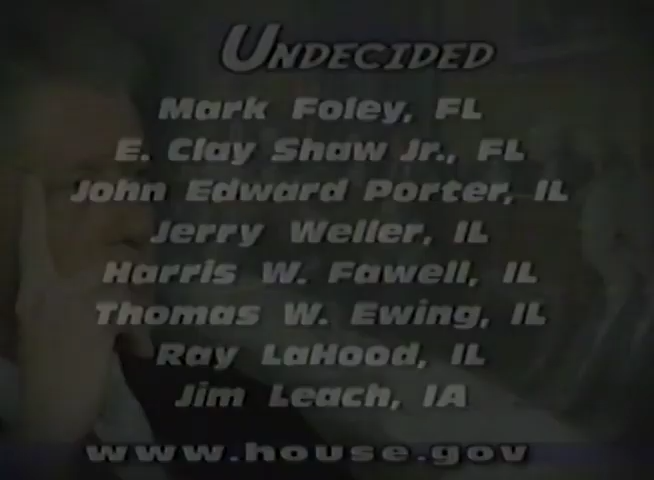 UNDECIDED
Mark Foley, FL
E. Clay Shaw Jr., FL
John Edward Porter, IL
Jerry Weller, IL
Harris W. Fawell, IL
Thomas W. Ewing, IL
Ray LaHood, IL
Jim Leach, IA
www.house.gov